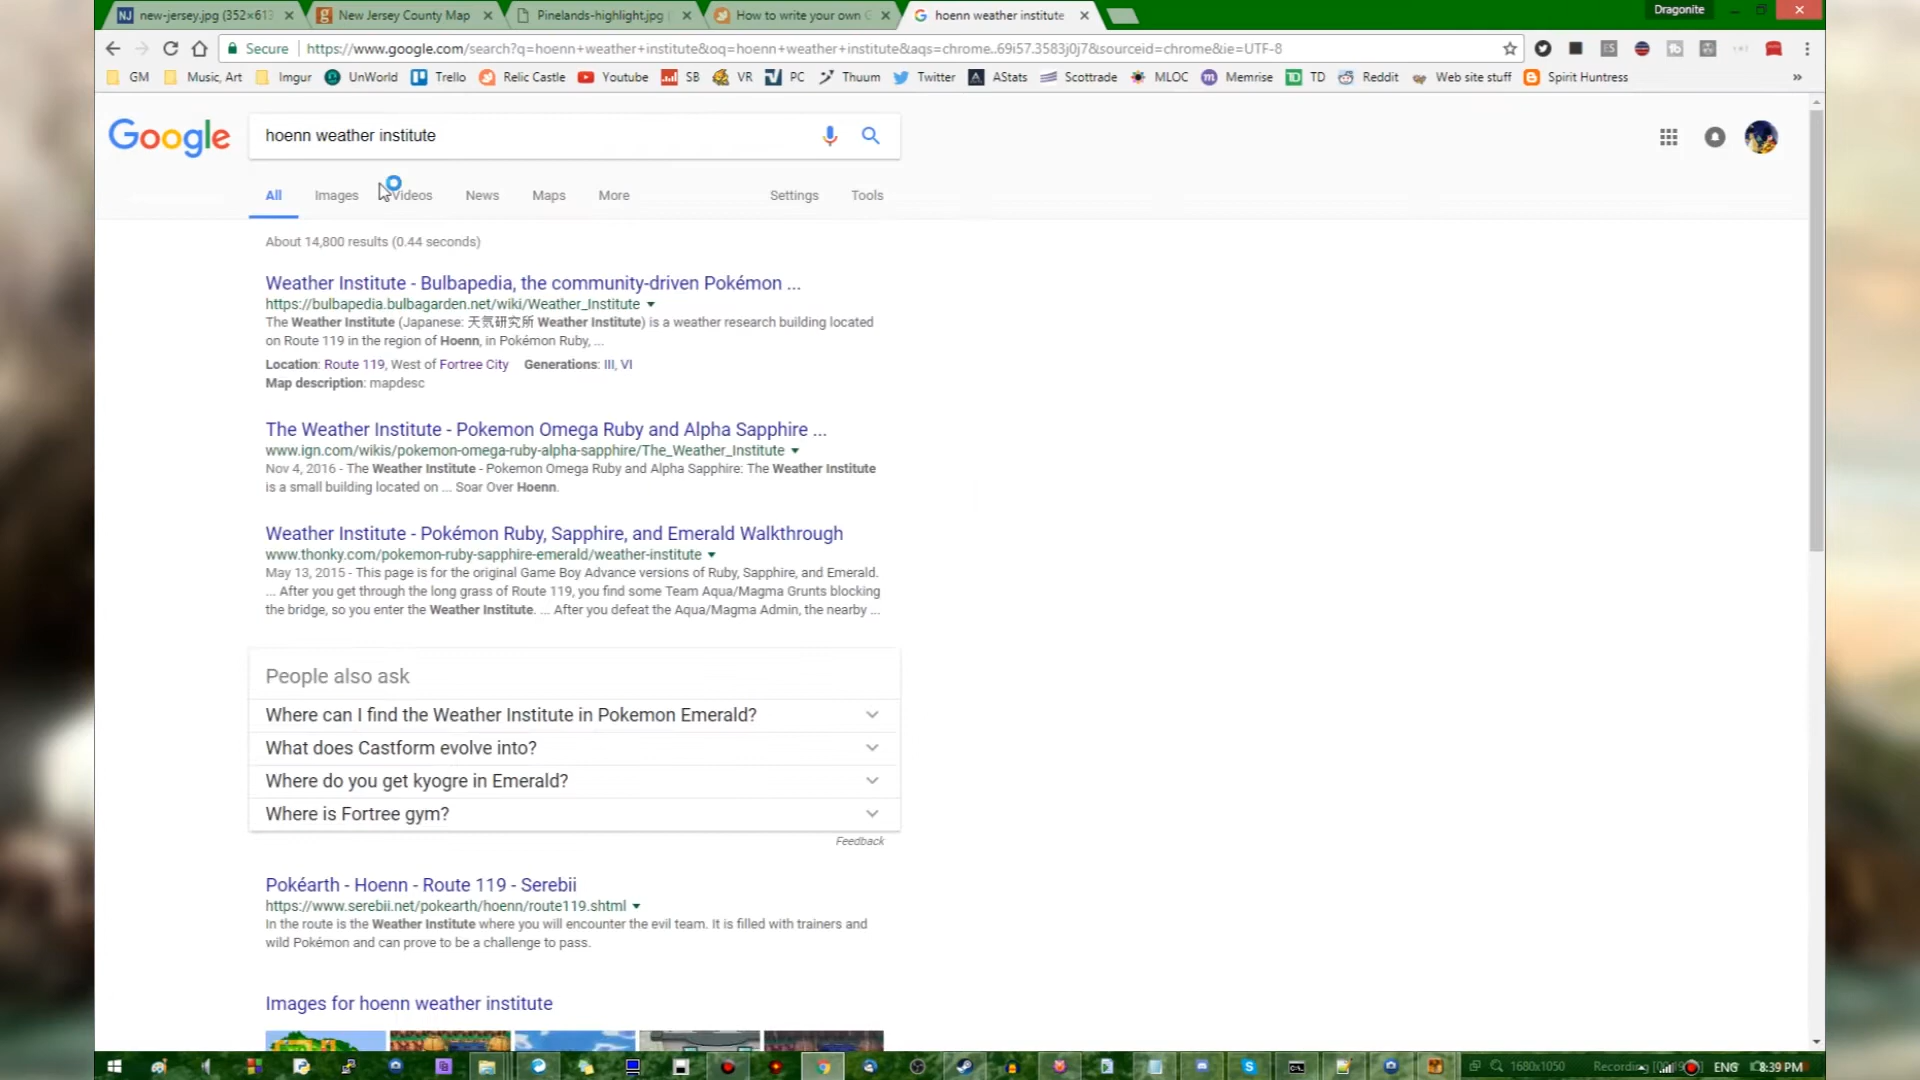 new-jersey.jpg (352×613
New Jersey County Map
Pinelands-highlight.jpg
How to write your own G
hoenn weather institute
Dragonite
Secure
https://www.google.com/search?q=hoenn+weather+institute&oq=hoenn+weather+institute&aqs=chrome..69i57.3583j0j7&sourceid=chrome&ie=UTF-8
GM
Music, Art
Imgur
UnWorld
Trello
Relic Castle
Youtube
SB
VR
PC
Thuum
Twitter
AStats
Scottrade
MLOC
Memrise
TD
Reddit
Web site stuff
Spirit Huntress
Google
hoenn weather institute
All
Images
Videos
News
Maps
More
Settings
Tools
About 14,800 results (0.44 seconds)
Weather Institute - Bulbapedia, the community-driven Pokémon ...
https://bulbapedia.bulbagarden.net/wiki/Weather_Institute
The Weather Institute (Japanese: 天気研究所 Weather Institute) is a weather research building located
on Route 119 in the region of Hoenn, in Pokémon Ruby, ...
Location: Route 119, West of Fortree City Generations: III, VI
Map description: mapdesc
The Weather Institute - Pokemon Omega Ruby and Alpha Sapphire ...
www.ign.com/wikis/pokemon-omega-ruby-alpha-sapphire/The_Weather_Institute
Nov 4, 2016 - The Weather Institute - Pokemon Omega Ruby and Alpha Sapphire: The Weather Institute
is a small building located on ... Soar Over Hoenn.
Weather Institute - Pokémon Ruby, Sapphire, and Emerald Walkthrough
www.thonky.com/pokemon-ruby-sapphire-emerald/weather-institute
May 13, 2015 - This page is for the original Game Boy Advance versions of Ruby, Sapphire, and Emerald.
... After you get through the long grass of Route 119, you find some Team Aqua/Magma Grunts blocking
the bridge, so you enter the Weather Institute. ... After you defeat the Aqua/Magma Admin, the nearby ...
People also ask
Where can I find the Weather Institute in Pokemon Emerald?
What does Castform evolve into?
Where do you get kyogre in Emerald?
Where is Fortree gym?
Feedback
Pokéarth - Hoenn - Route 119 - Serebii
https://www.serebii.net/pokearth/hoenn/route119.shtml
In the route is the Weather Institute where you will encounter the evil team. It is filled with trainers and
wild Pokémon and can prove to be a challenge to pass.
Images for hoenn weather institute
1680x1050
Recording
ENG
8:39 PM